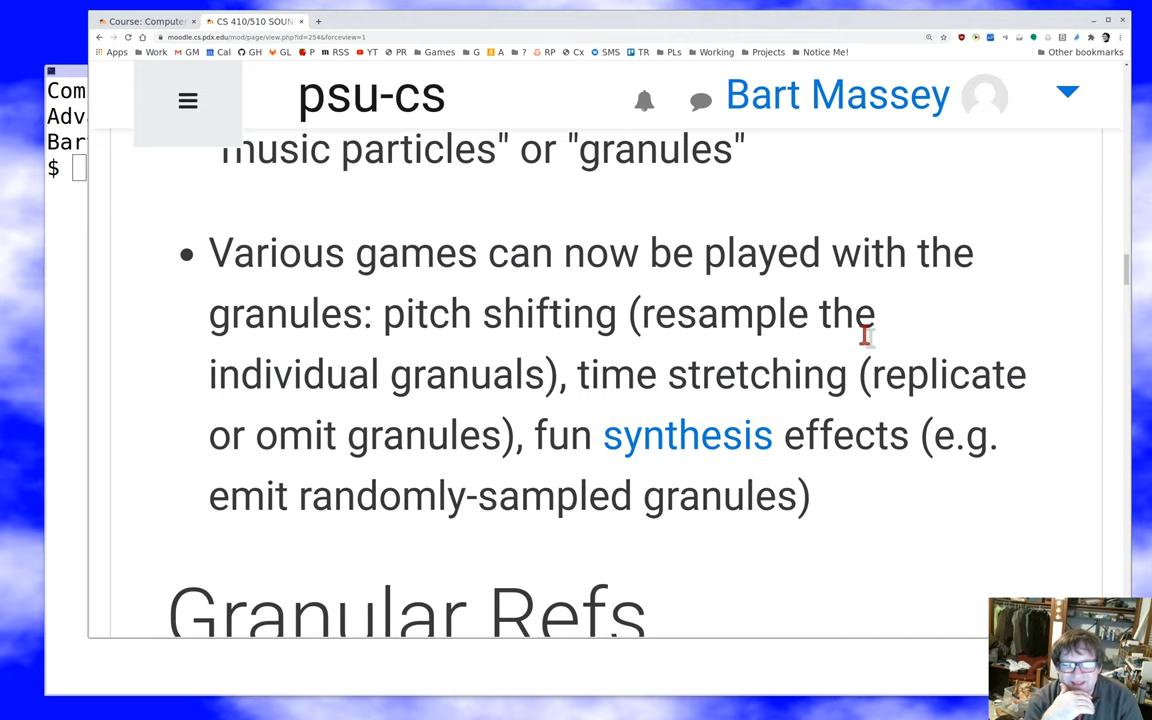 Course: Compute
CS 410/510 SOUN
moodle.cs.pdx.edu/mod/page/view.php?id=254&forceview=1
Apps Work GM Cal GH GL P RSS YT PR Games G A ? RP Cx SMS TR PLs Working Projects Notice Me! Other bookmarks
Com
Adv
Bar
$
psu-cs
Bart Massey
"music particles" or "granules"
• Various games can now be played with the
granules: pitch shifting (resample the
individual granuals), time stretching (replicate
or omit granules), fun synthesis effects (e.g.
emit randomly-sampled granules)
Granular Refs